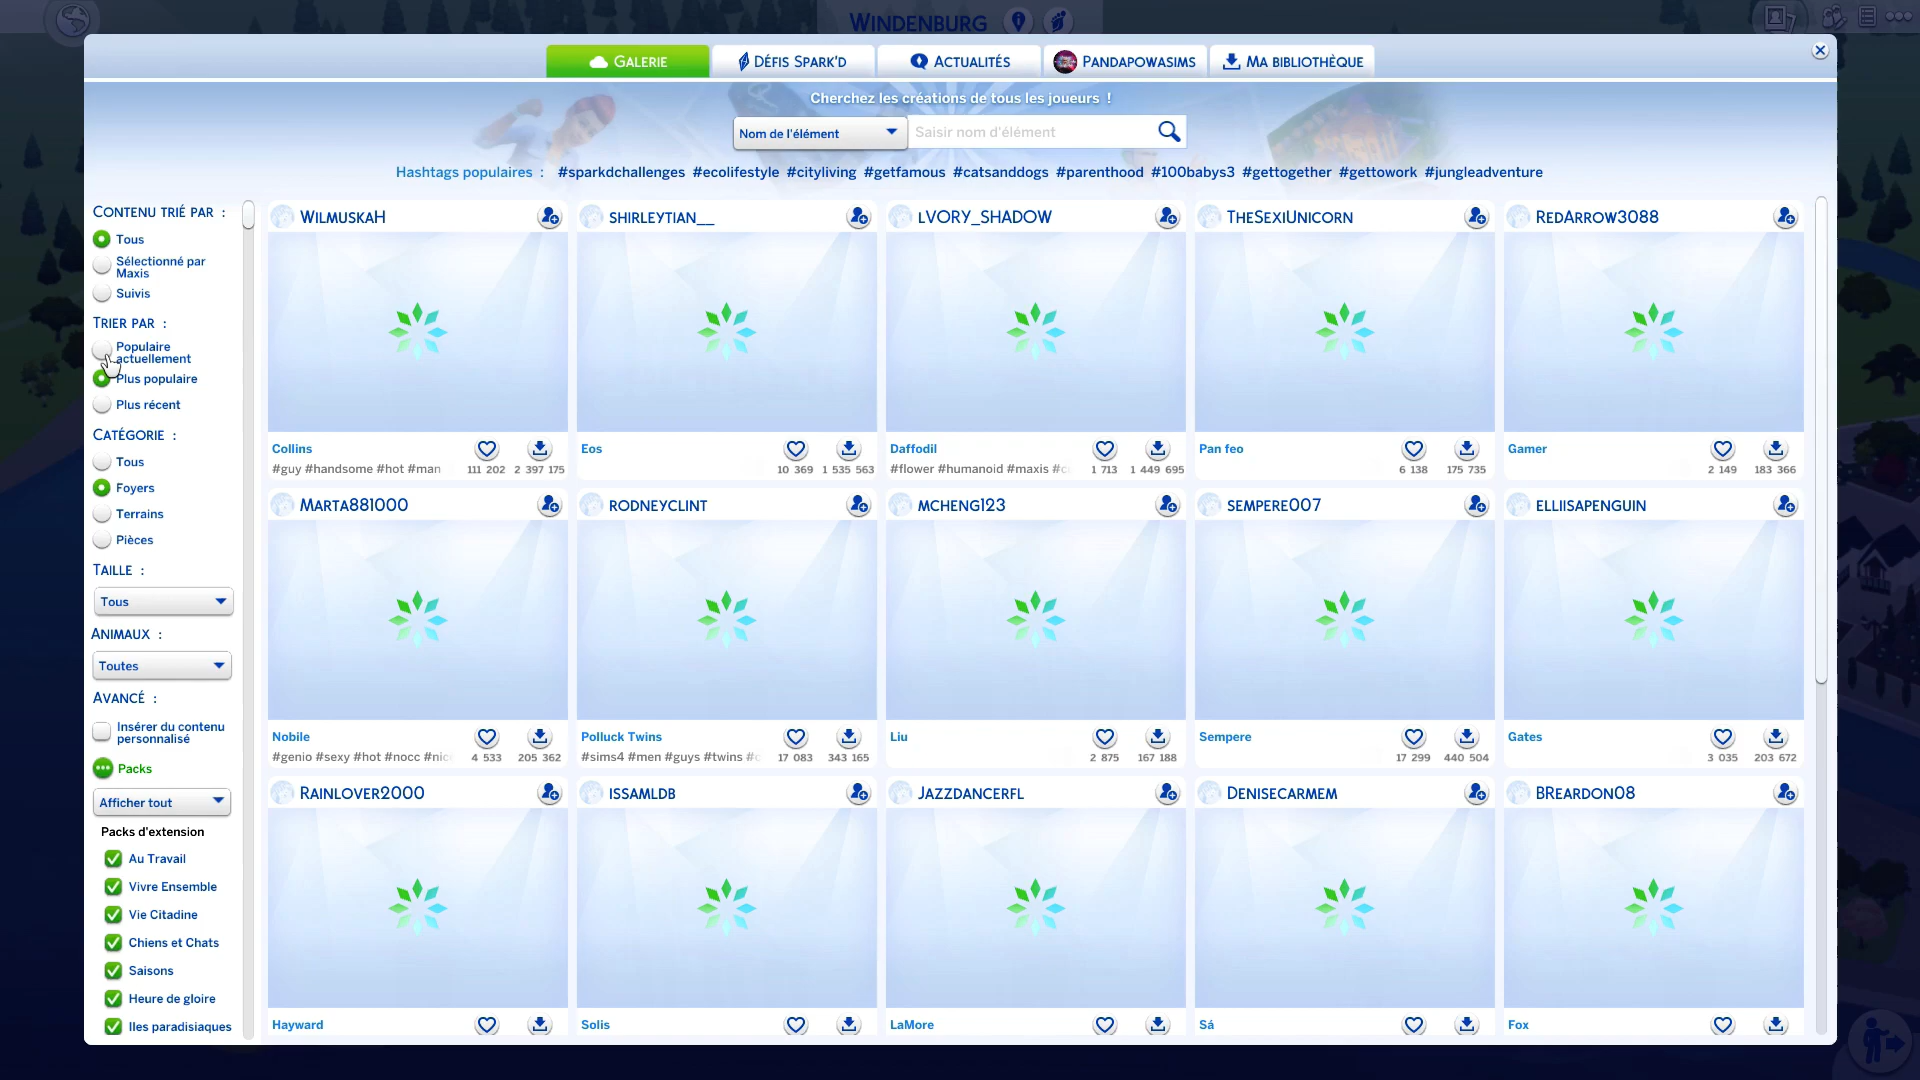 WINDENBURG
GALERIE
DÉFIS SPARK'D
ACTUALITÉS
PANDAPOWASIMS
MA BIBLIOTHÈQUE
Cherchez les créations de tous les joueurs !
Nom de l'élément
Saisir nom d'élément
Hashtags populaires : #sparkdchallenges #ecolifestyle #cityliving #getfamous #catsanddogs #parenthood #100babys3 #gettogether #gettowork #jungleadventure
CONTENU TRIÉ PAR :
Tous
Sélectionné par
Maxis
Suivis
TRIER PAR :
Populaire
actuellement
Plus populaire
Plus récent
CATÉGORIE :
Tous
Foyers
Terrains
Pièces
TAILLE :
Tous
ANIMAUX :
Toutes
AVANCÉ :
Insérer du contenu
personnalisé
Packs
Afficher tout
Packs d'extension
Au Travail
Vivre Ensemble
Vie Citadine
Chiens et Chats
Saisons
Heure de gloire
Iles paradisiaques
WILMUSKAH
SHIRLEYTIAN__
LVORY_SHADOW
THESEXIUNICORN
REDARROW3088
Collins
#guy #handsome #hot #man
111 202
2 397 175
Eos
10 369
1 535 563
Daffodil
#flower #humanoid #maxis #c
1 713
1 449 695
Pan feo
6 138
175 735
Gamer
2 149
183 366
MARTA881000
RODNEYCLINT
MCHENG123
SEMPERE007
ELLIISAPENGUIN
Nobile
#genio #sexy #hot #nocc #nic
4 533
205 362
Polluck Twins
#sims4 #men #guys #twins #
17 083
343 165
Liu
2 875
167 188
Sempere
17 299
440 504
Gates
3 035
203 672
RAINLOVER2000
ISSAMLDB
JAZZDANCERFL
DENISECARMEM
BREARDON08
Hayward
Solis
LaMore
Sá
Fox